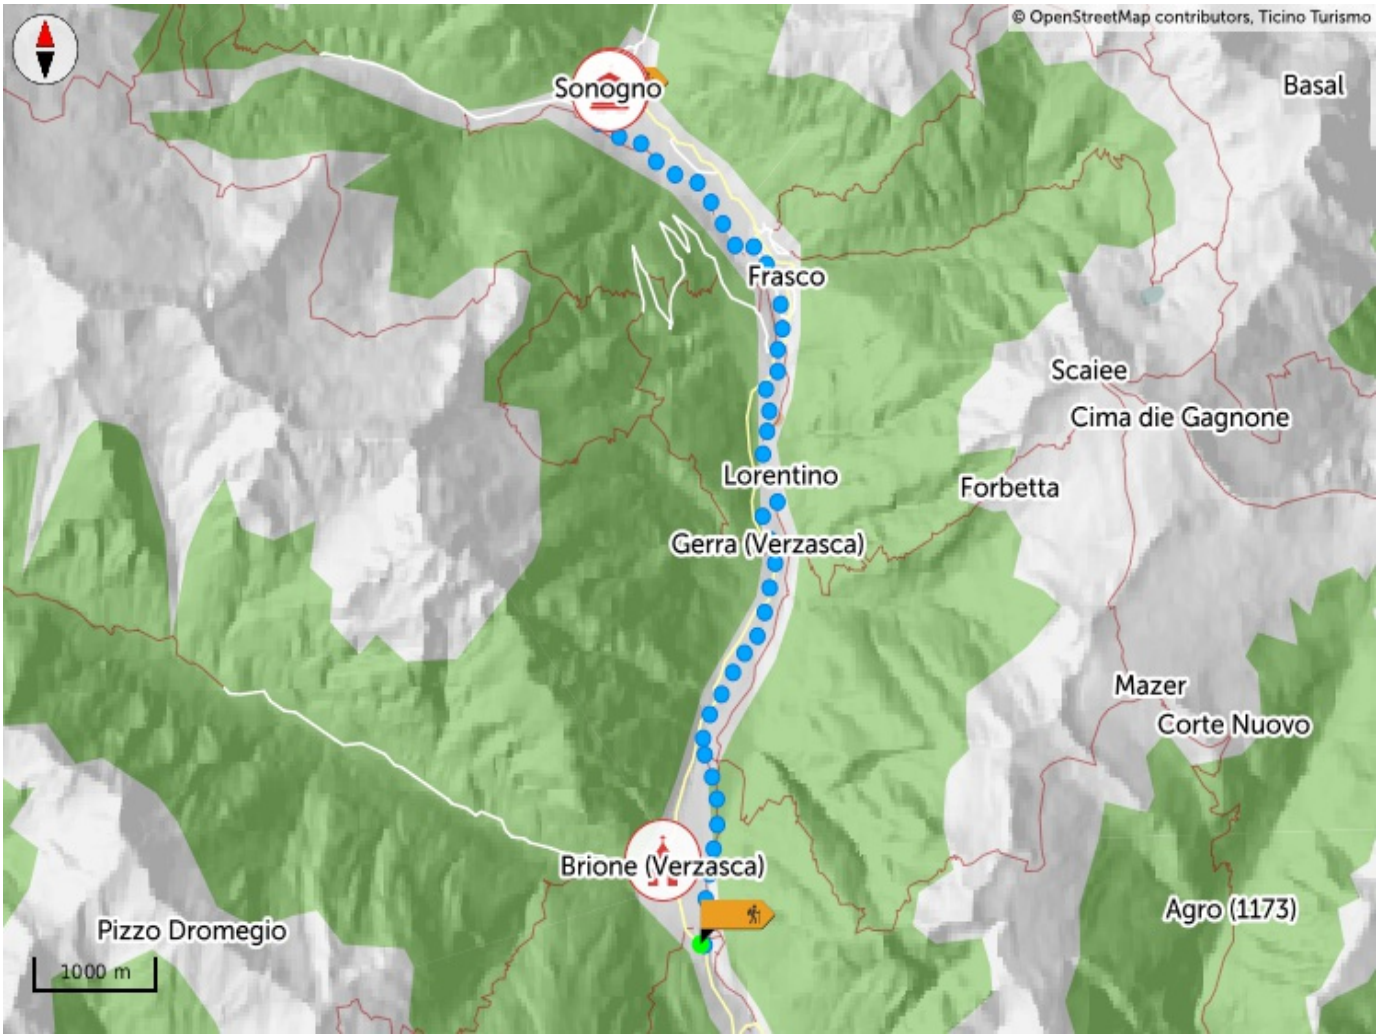 © OpenStreetMap contributors, Ticino Turismo
Sonogno
Basal
Frasco
Scaiee
Cima die Gagnone
Lorentino
Forbetta
Gerra (Verzasca)
Mazer
Corte Nuovo
Brione (Verzasca)
Agro (1173)
Pizzo Dromegio
1000 m